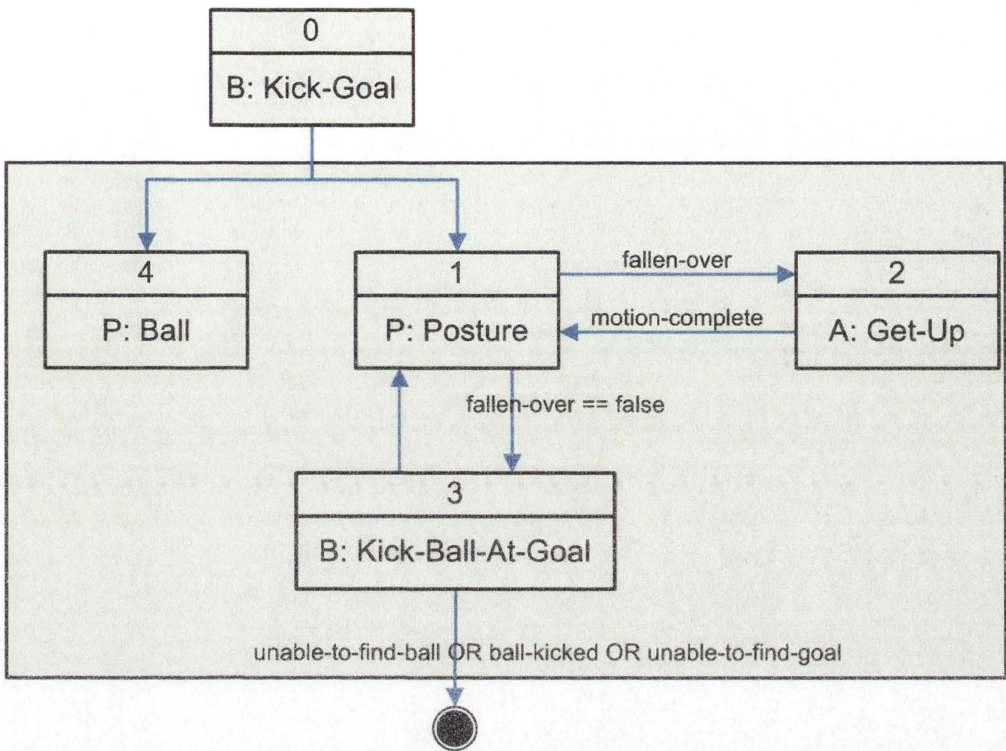 0
B: Kick-Goal
4
P: Ball
1
P: Posture
fallen-over
motion-complete
2
A: Get-Up
fallen-over == false
3
B: Kick-Ball-At-Goal
unable-to-find-ball OR ball-kicked OR unable-to-find-goal